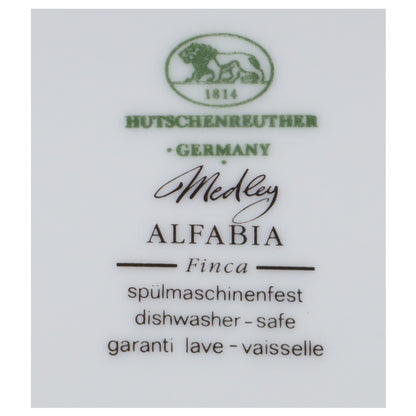 1814
HUTSCHENREUTHER
· GERMANY ·
Medley
ALFABIA
Finca
spülmaschinenfest
dishwasher - safe
garanti lave - vaisselle